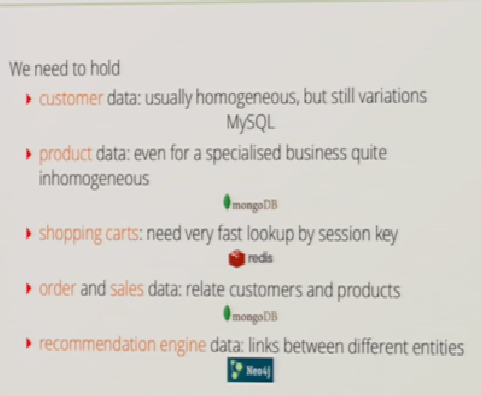 We need to hold
customer data: usually homogeneous, but still variations
MySQL
product data: even for a specialised business quite
inhomogeneous
mongoDB
shopping carts: need very fast lookup by session key
redis
order and sales data: relate customers and products
mongoDB
recommendation engine data: links between different entities
Neo4j